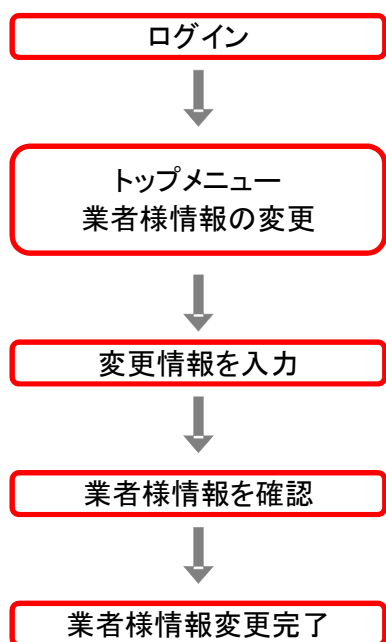 ログイン
トップメニュー
業者様情報の変更
変更情報を入力
業者様情報を確認
業者様情報変更完了